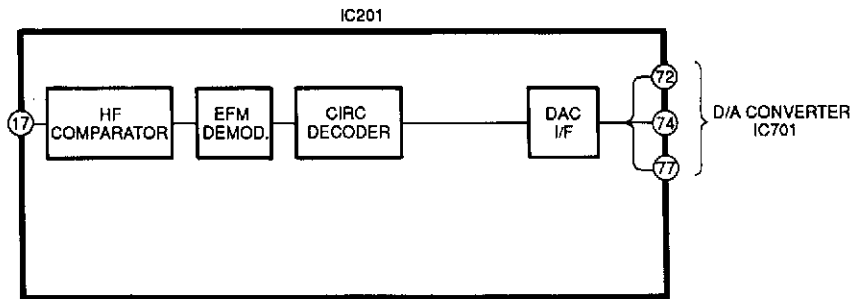 IC201
17
HF
COMPARATOR
EFM
DEMOD.
CIRC
DECODER
DAC
I/F
72
74
77
D/A CONVERTER
IC701